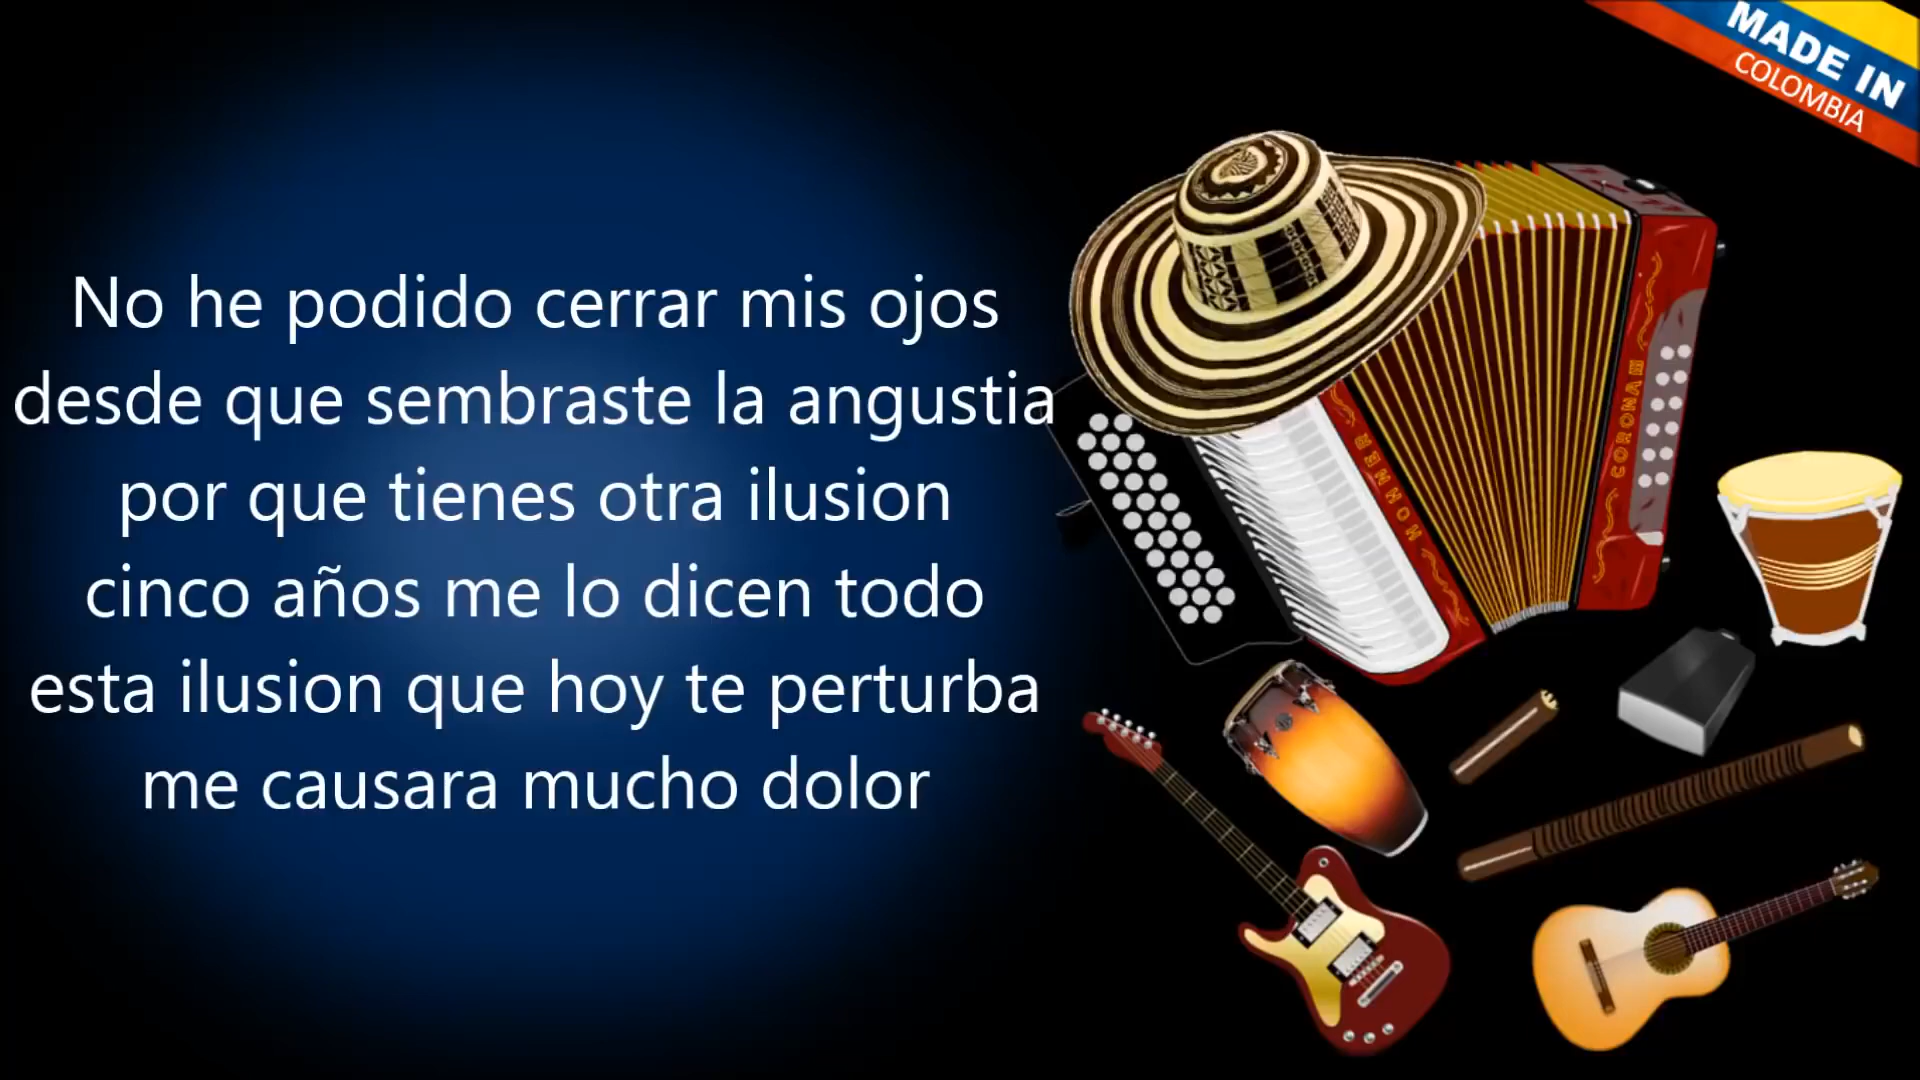 MADE IN
COLOMBIA
No he podido cerrar mis ojos
desde que sembraste la angustia
por que tienes otra ilusion
cinco años me lo dicen todo
esta ilusion que hoy te perturba
me causara mucho dolor
HOHNER
CORONA III